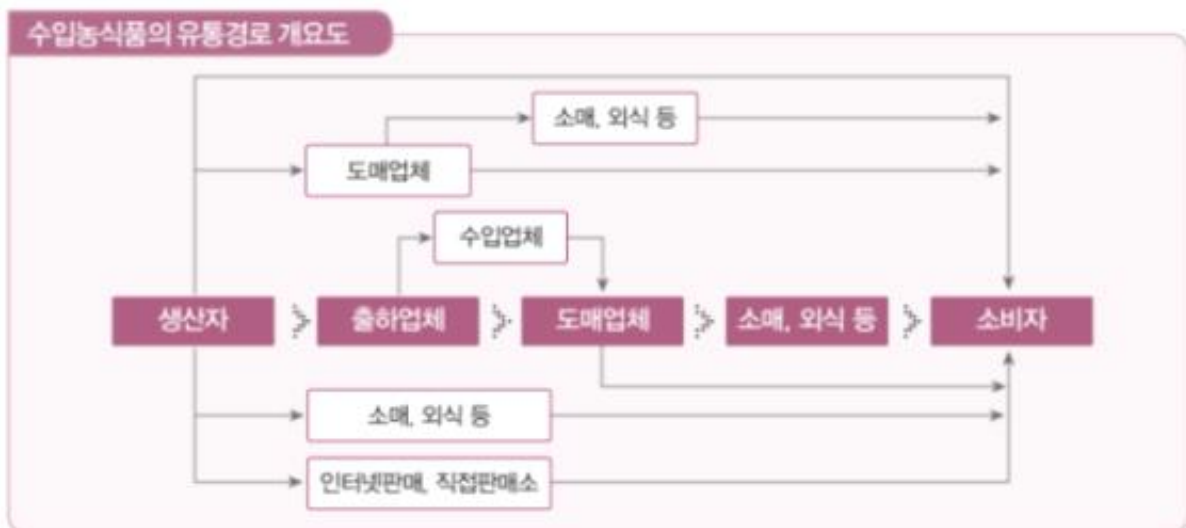 수입농식품의 유통경로 개요도
소매, 외식 등
도매업체
수입업체
생산자
출하업체
도매업체
소매, 외식 등
소비자
소매, 외식 등
인터넷판매, 직접판매소